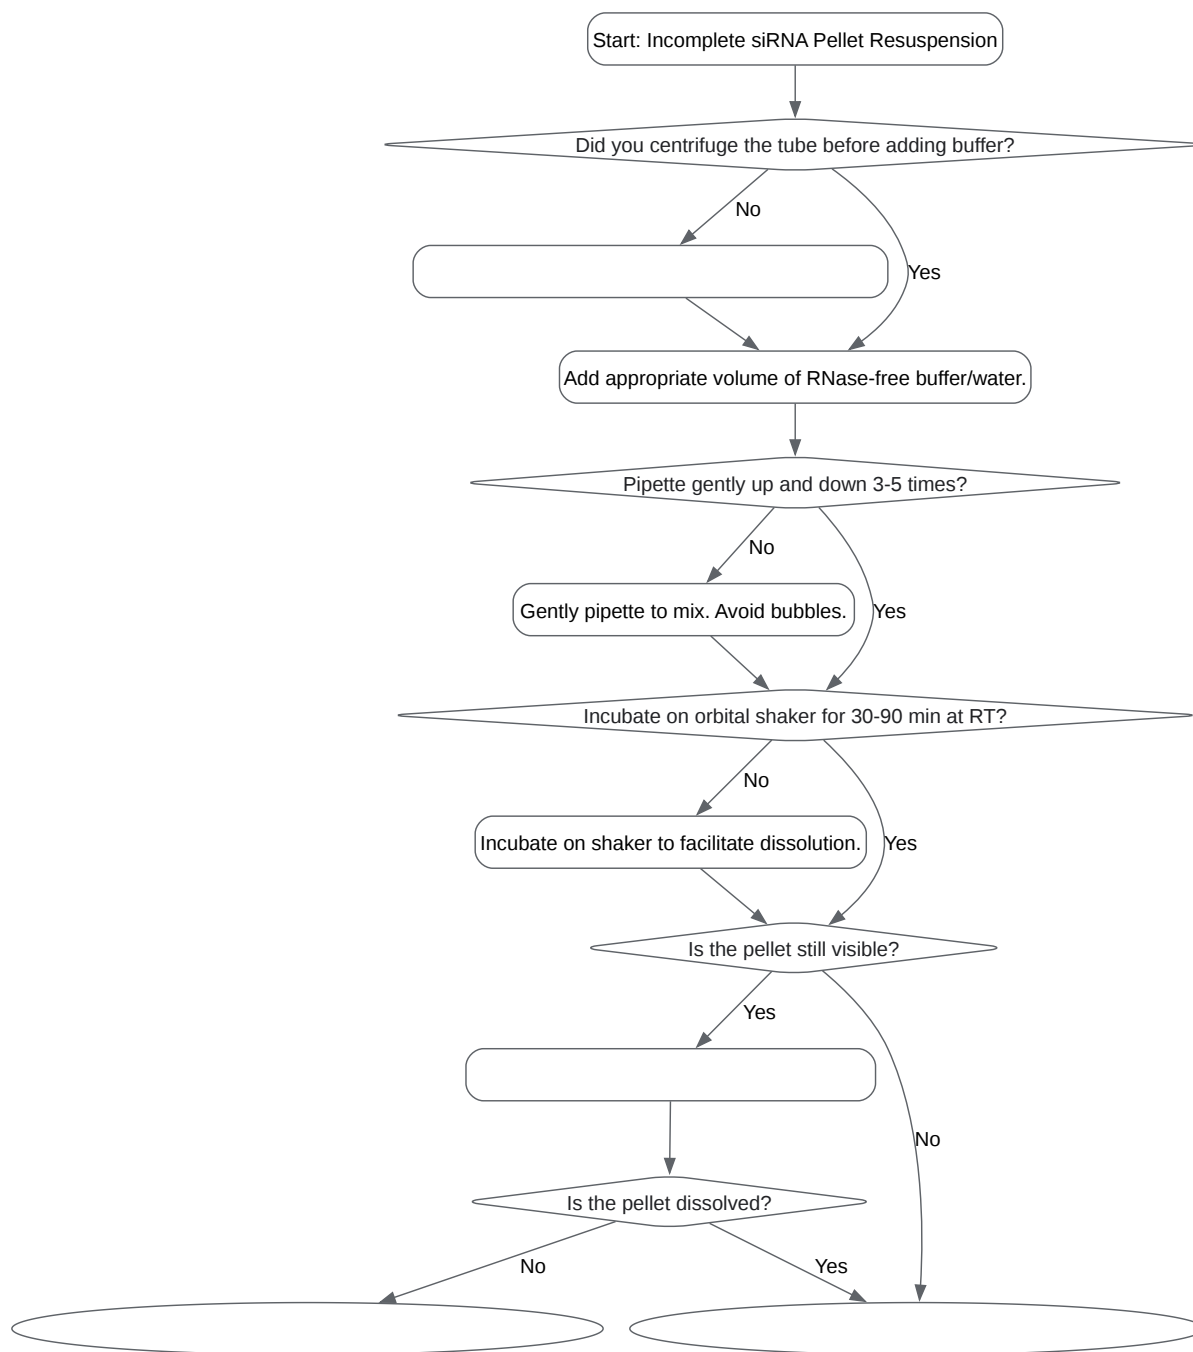 Start: Incomplete siRNA Pellet Resuspension
Did you centrifuge the tube before adding buffer?
No
Yes
Add appropriate volume of RNase-free buffer/water.
Pipette gently up and down 3-5 times?
No
Gently pipette to mix. Avoid bubbles.
Yes
Incubate on orbital shaker for 30-90 min at RT?
No
Incubate on shaker to facilitate dissolution.
Yes
Is the pellet still visible?
Yes
No
Is the pellet dissolved?
No
Yes